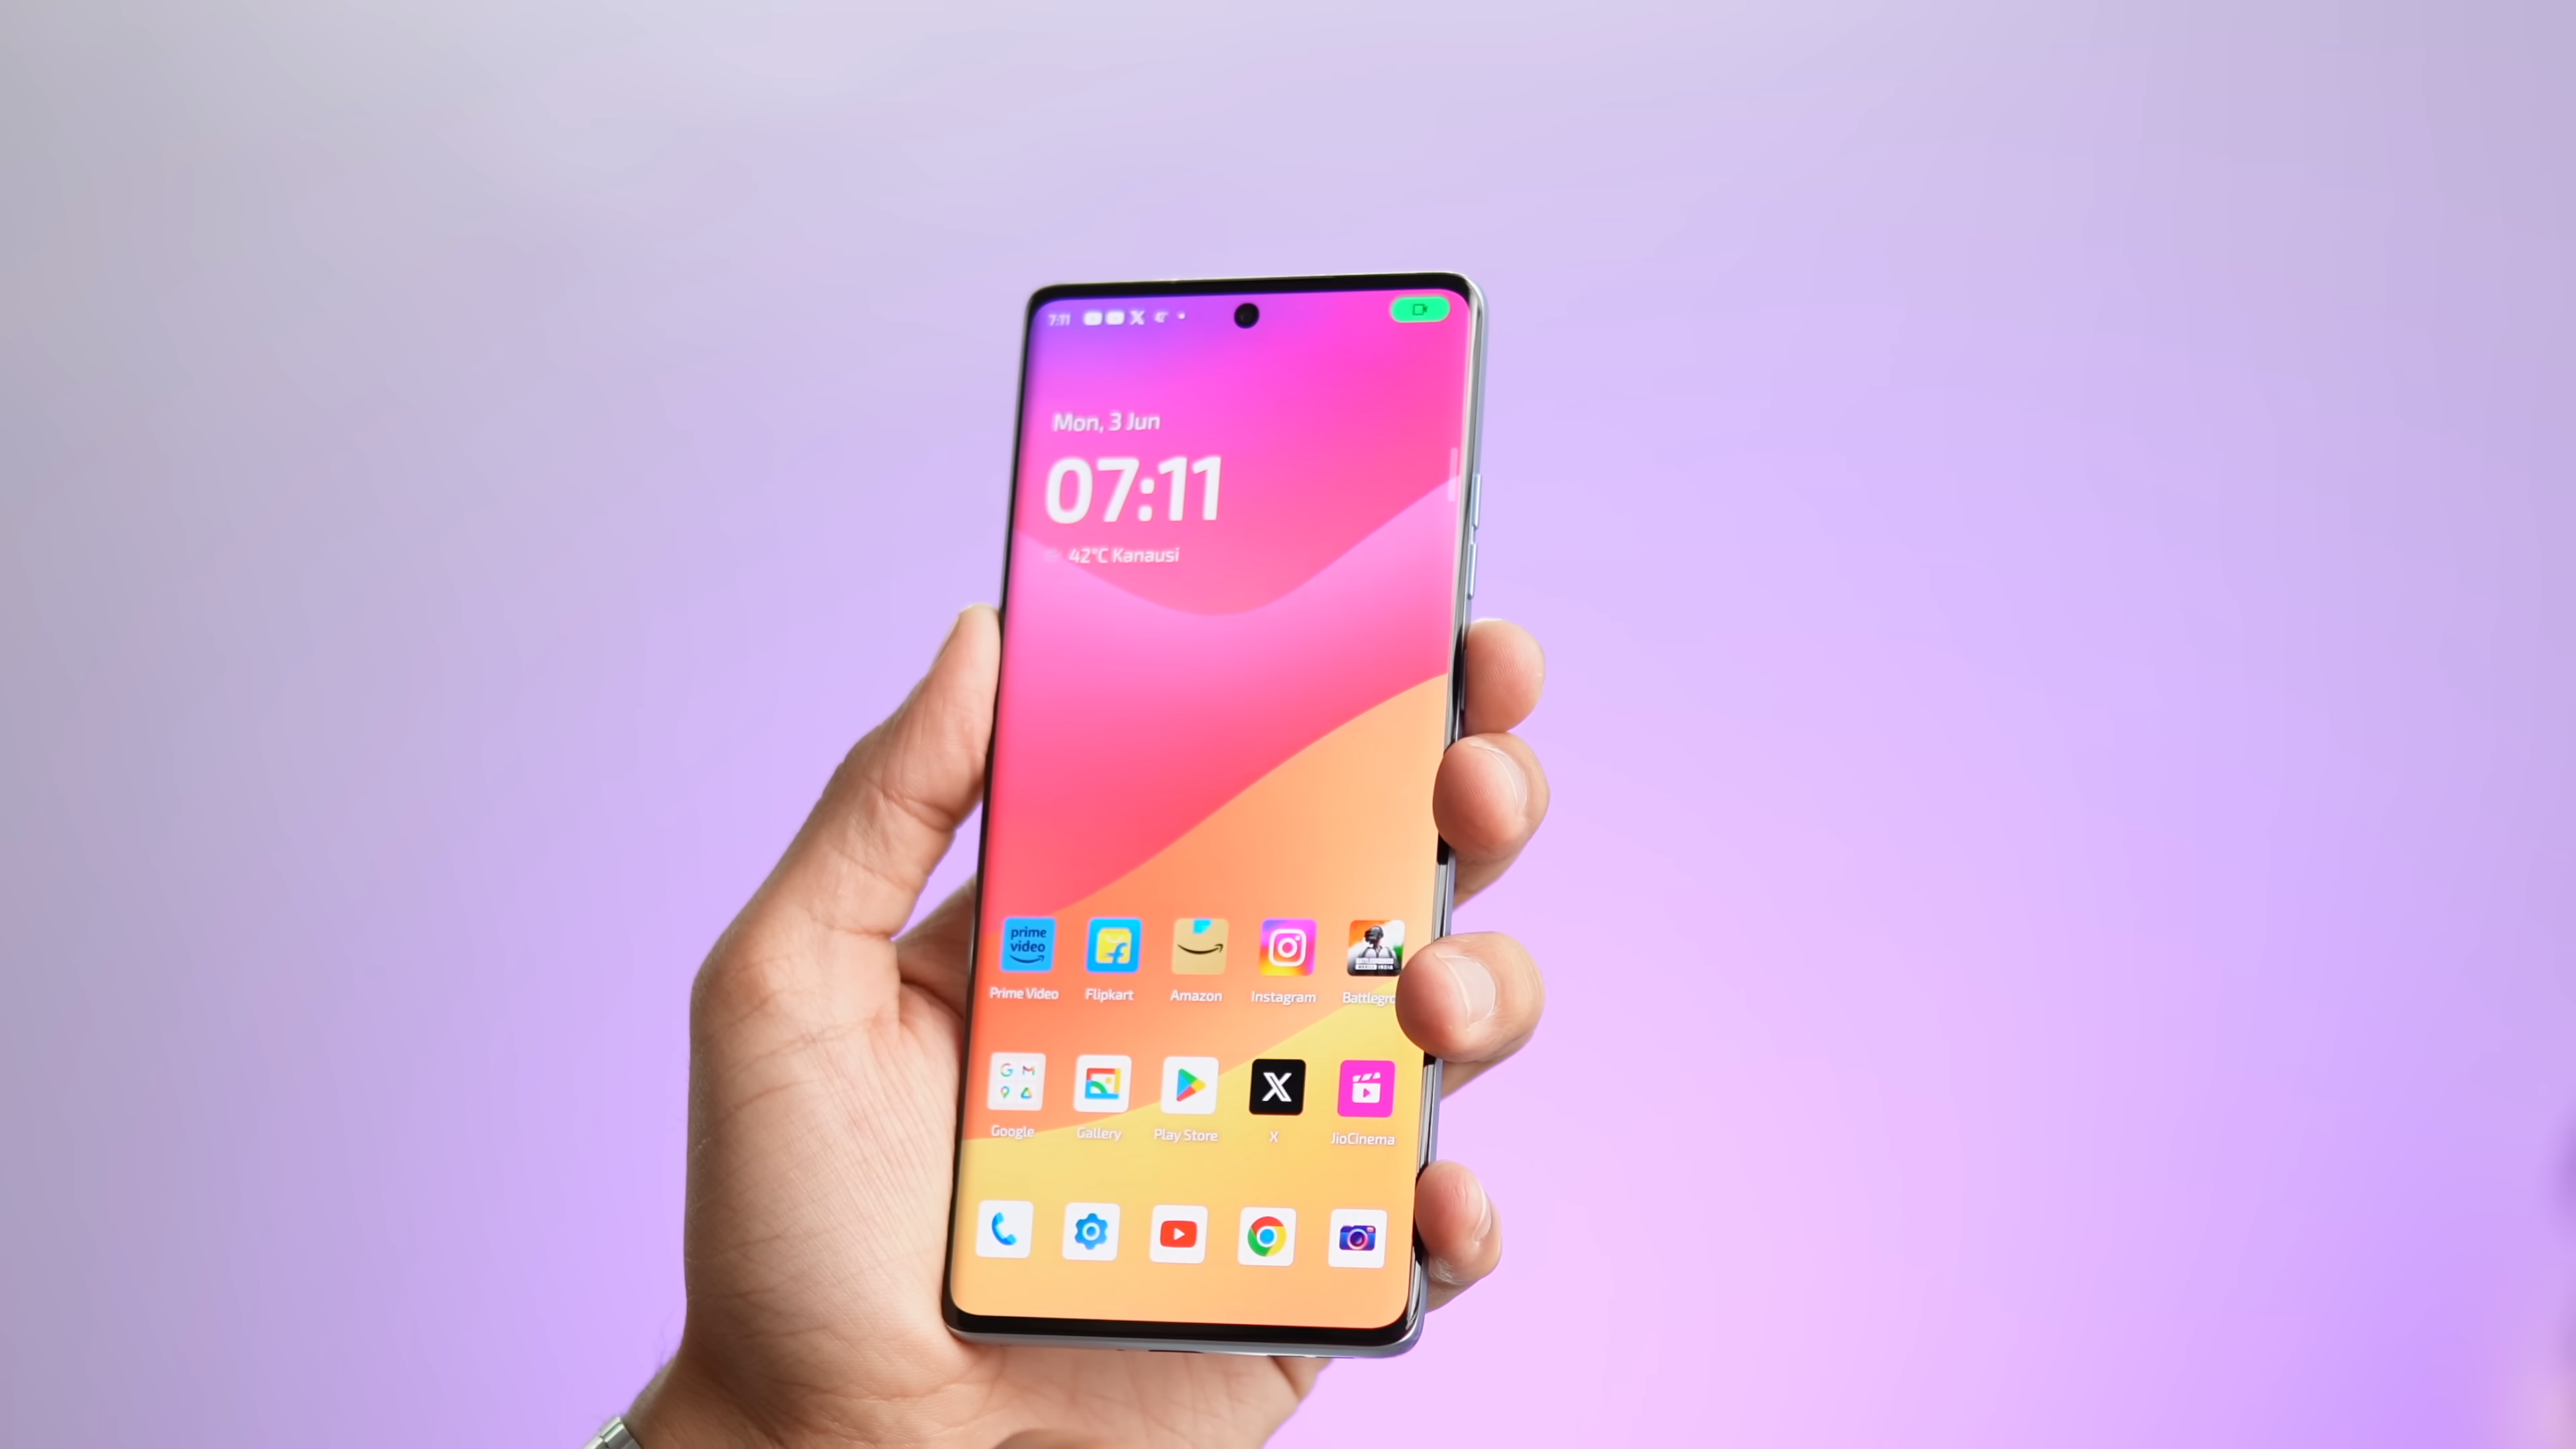 7:11
Mon, 3 Jun
07:11
42°C Kanausi
prime video
Prime Video
Flipkart
Amazon
Instagram
Battlegro
Google
Gallery
Play Store
X
JioCinema